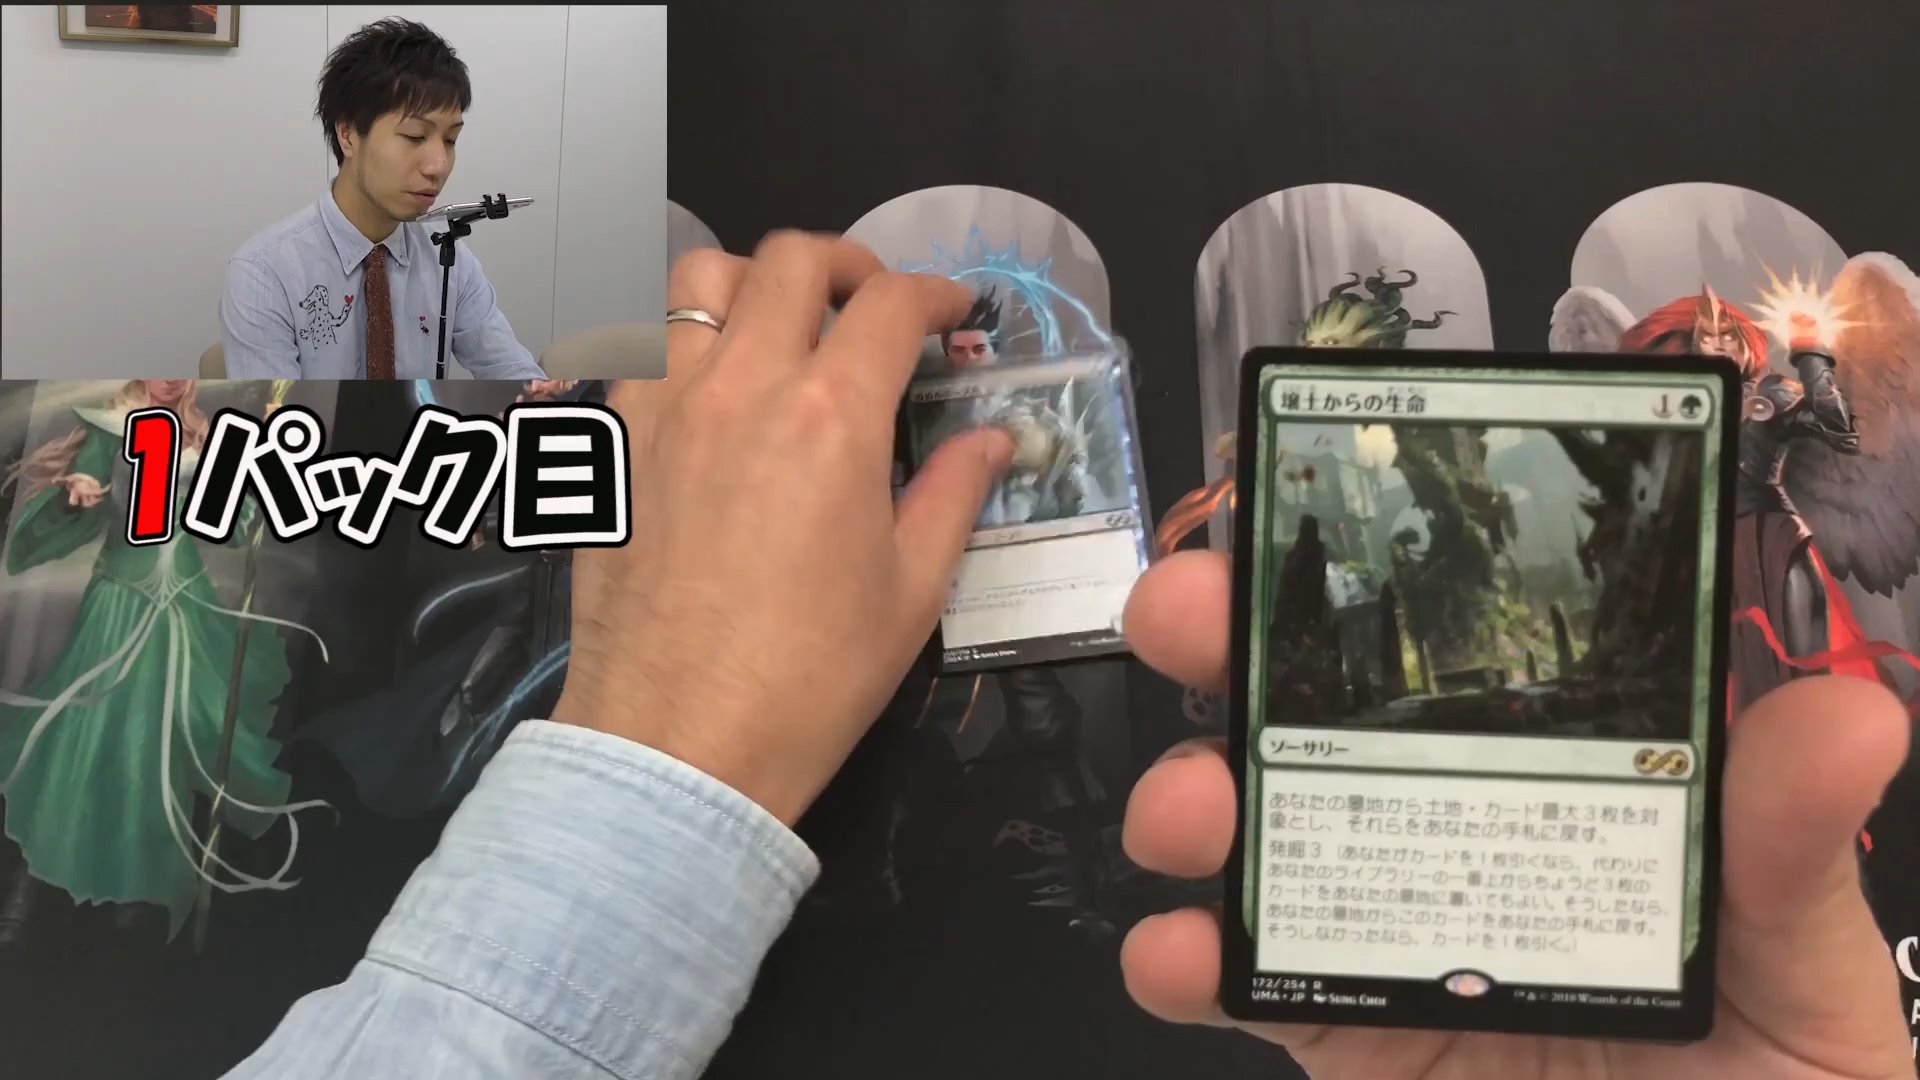 1パック目
壌土からの生命 1
ソーサリー
あなたの墓地から土地・カード最大3枚を対
象とし、それらをあなたの手札に戻す。
発掘3（あなたがカードを1枚引くなら、代わりに
あなたのライブラリーの一番上からちょうど3枚の
カードをあなたの墓地に置いてもよい。そうしたなら、
あなたの墓地からこのカードをあなたの手札に戻す。
そうしなかったなら、カードを1枚引く。）
172/254 R
UMA • JP SUNG CHOI
™ & © 2018 Wizards of the Coast